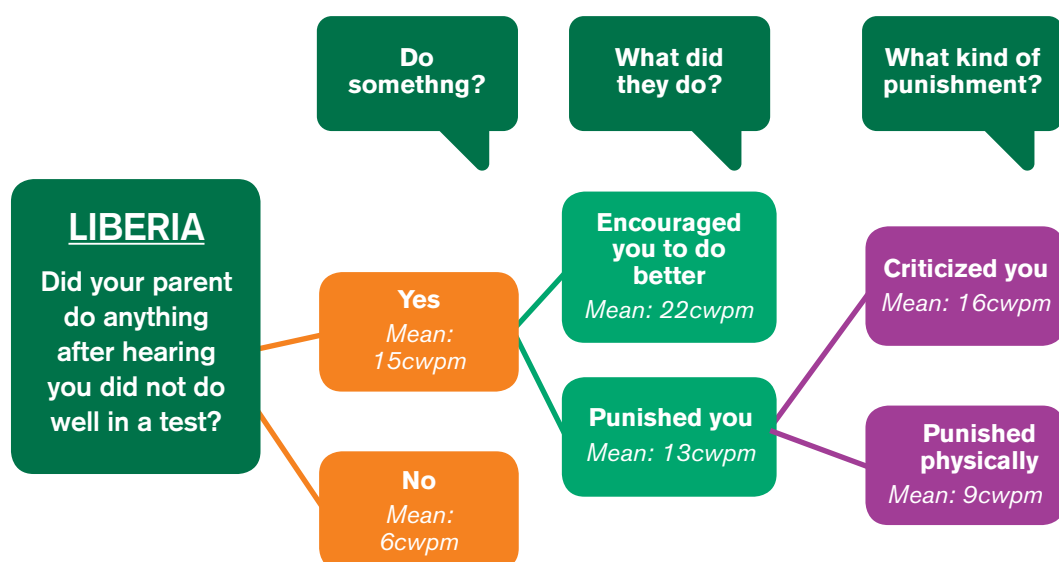 Do
somethng?
What did
they do?
What kind of
punishment?
LIBERIA
Did your parent
do anything
after hearing
you did not do
well in a test?
Yes
Mean:
15cwpm
No
Mean:
6cwpm
Encouraged
you to do
better
Mean: 22cwpm
Punished you
Mean: 13cwpm
Criticized you
Mean: 16cwpm
Punished
physically
Mean: 9cwpm